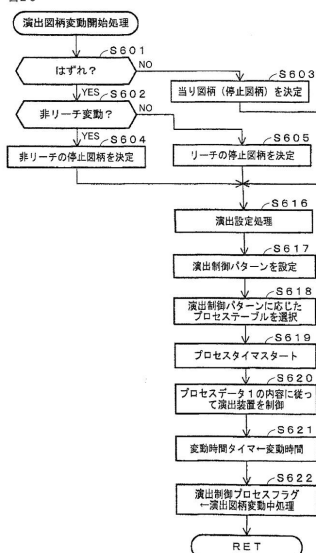 演出図柄変動開始処理
S601
はずれ?
NO
S603
当り図柄(停止図柄)を決定
YES
S602
非リーチ変動?
NO
YES
S604
非リーチの停止図柄を決定
S605
リーチの停止図柄を決定
S616
演出設定処理
S617
演出制御パターンを設定
S618
演出制御パターンに応じた
プロセステーブルを選択
S619
プロセスタイマスタート
S620
プロセスデータ1の内容に従っ
て演出装置を制御
S621
変動時間タイマ←変動時間
S622
演出制御プロセスフラグ
←演出図柄変動中処理
RET